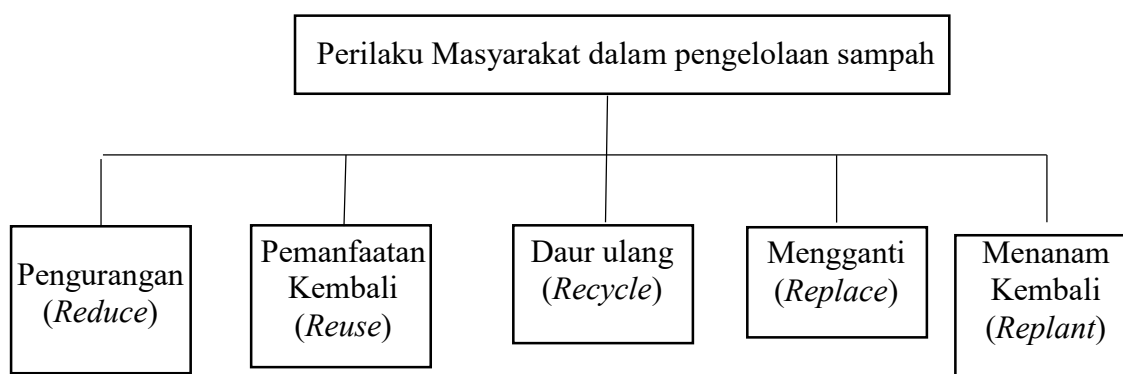 Perilaku Masyarakat dalam pengelolaan sampah
Pengurangan
(Reduce)
Pemanfaatan
Kembali
(Reuse)
Daur ulang
(Recycle)
Mengganti
(Replace)
Menanam
Kembali
(Replant)